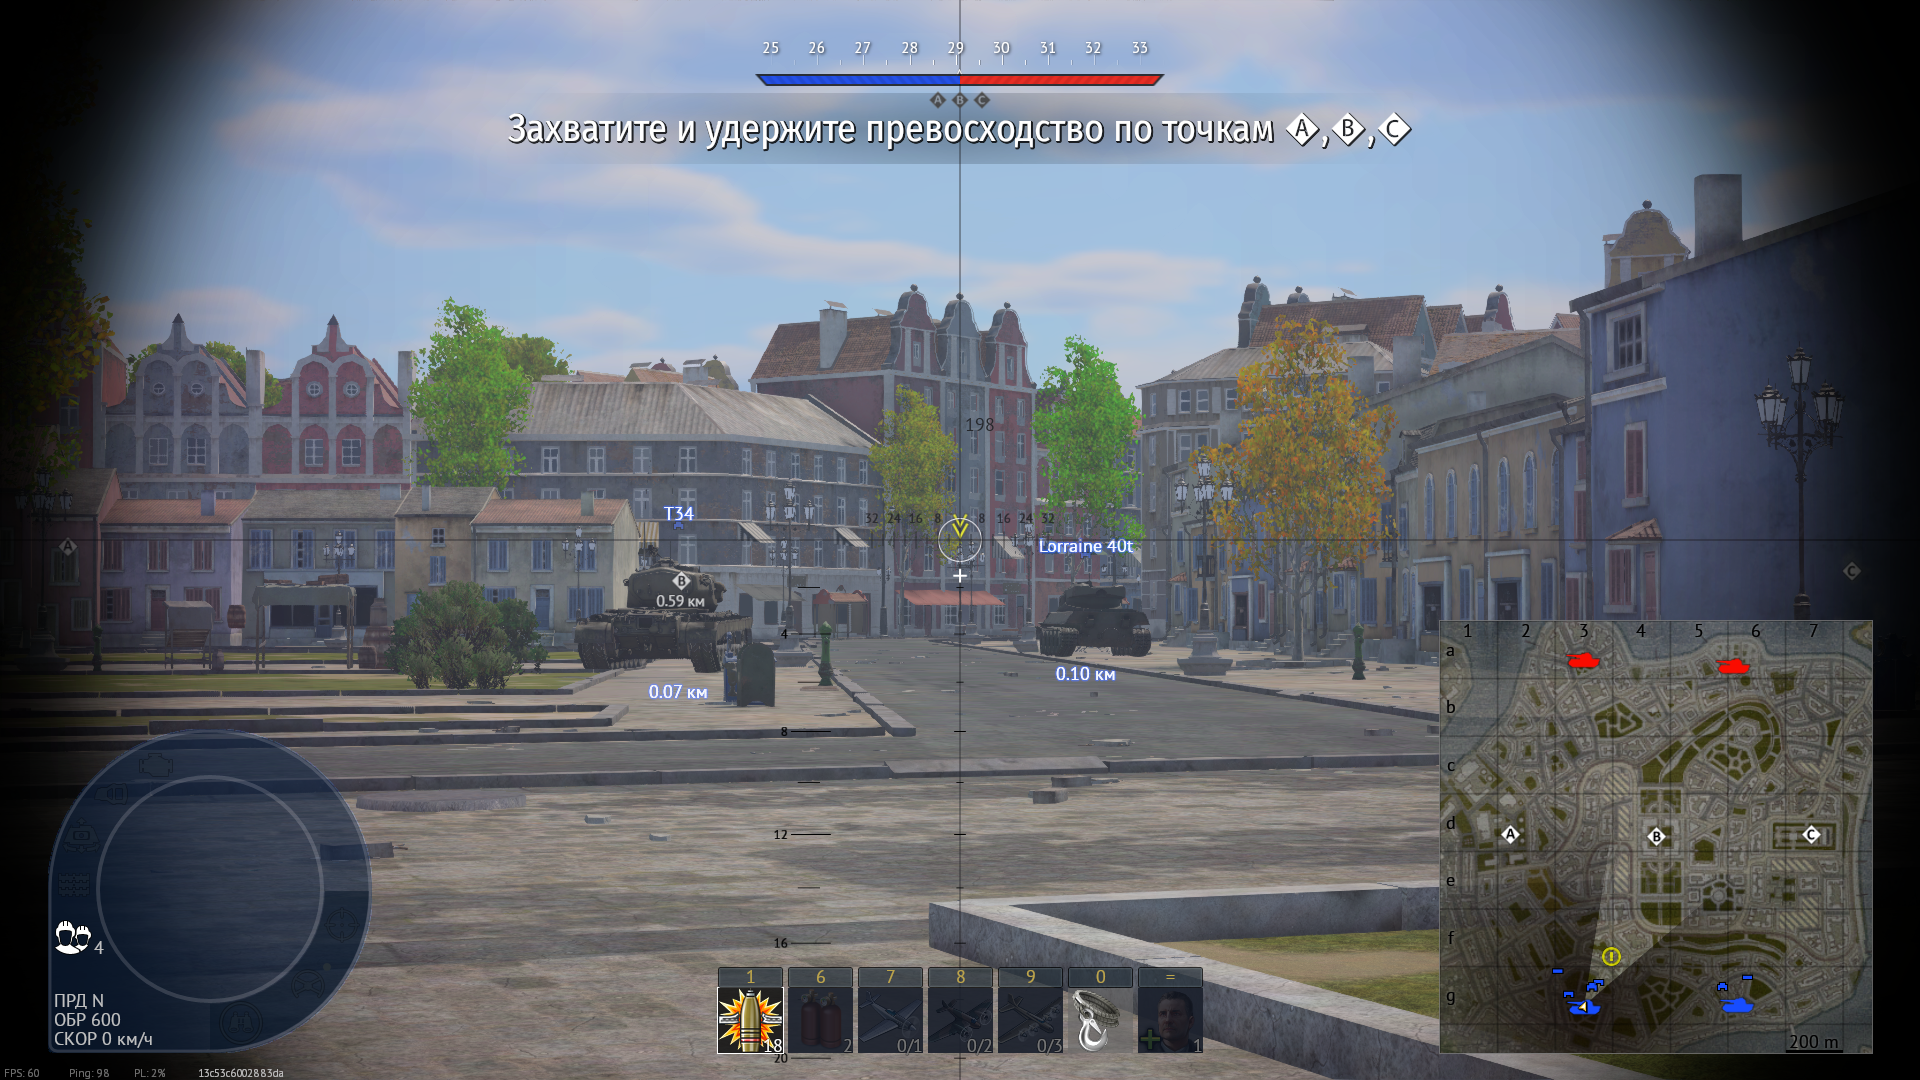 25 26 27 28 29 30 31 32 33
A B C
Захватите и удержите превосходство по точкам A, B, C
198
T34
32 24 16 8 8 16 24 32
Lorraine 40t
A
B
0.59 км
C
0.07 км
0.10 км
4
8
12
16
20
1 2 3 4 5 6 7
a
b
c
d
e
f
g
A B C
!
200 m
4
ПРД N
ОБР 600
СКОР 0 км/ч
1 6 7 8 9 0 =
18 2 0/1 0/2 0/3 1
FPS: 60 Ping: 98 PL: 2% 13c53c6002883da